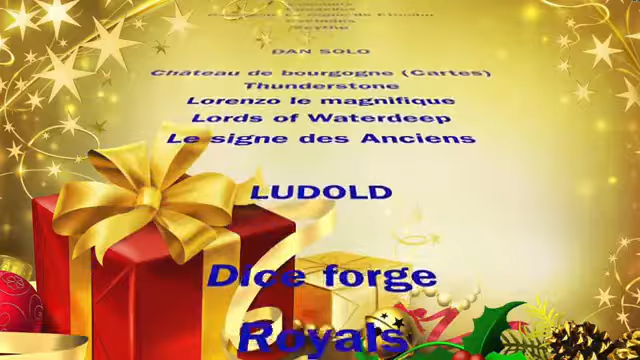 DAN SOLO
Château de bourgogne (Cartes)
Thunderstone
Lorenzo le magnifique
Lords of Waterdeep
Le signe des Anciens
LUDOLD
Dice forge
Royals